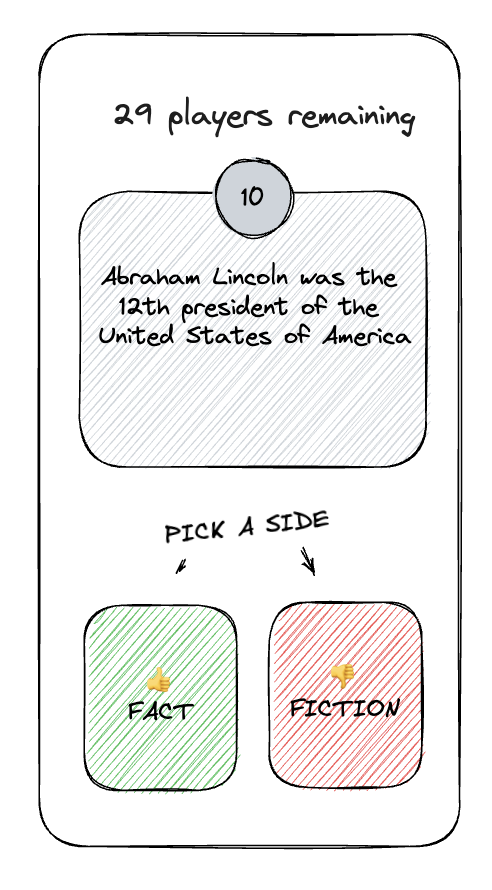 29 players remaining
10
Abraham Lincoln was the
12th president of the
United States of America
PICK A SIDE
👍
FACT
👎
FICTION